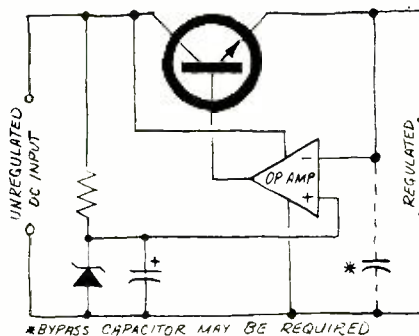 UNREGULATED
DC INPUT
OP AMP
−
+
+
REGULATED
*
*BYPASS CAPACITOR MAY BE REQUIRED